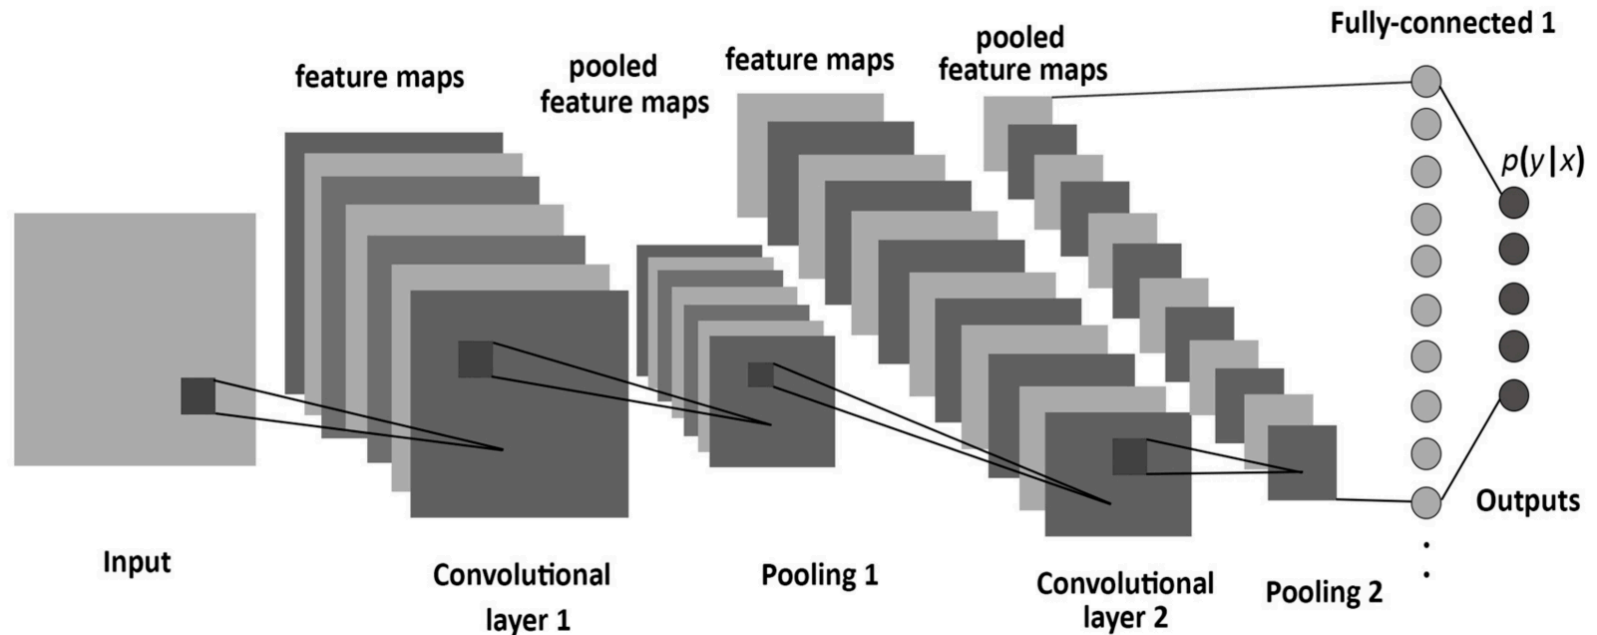 Fully-connected 1
feature maps
pooled
feature maps
feature maps
pooled
feature maps
p(y|x)
Outputs
Input
Convolutional
layer 1
Pooling 1
Convolutional
layer 2
Pooling 2